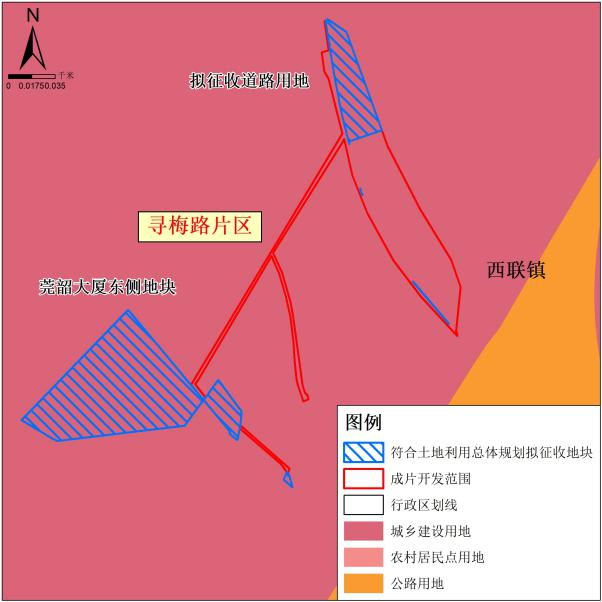 N
千米
0 0.01750.035
拟征收道路用地
寻梅路片区
西联镇
莞韶大厦东侧地块
图例
符合土地利用总体规划拟征收地块
成片开发范围
行政区划线
城乡建设用地
农村居民点用地
公路用地